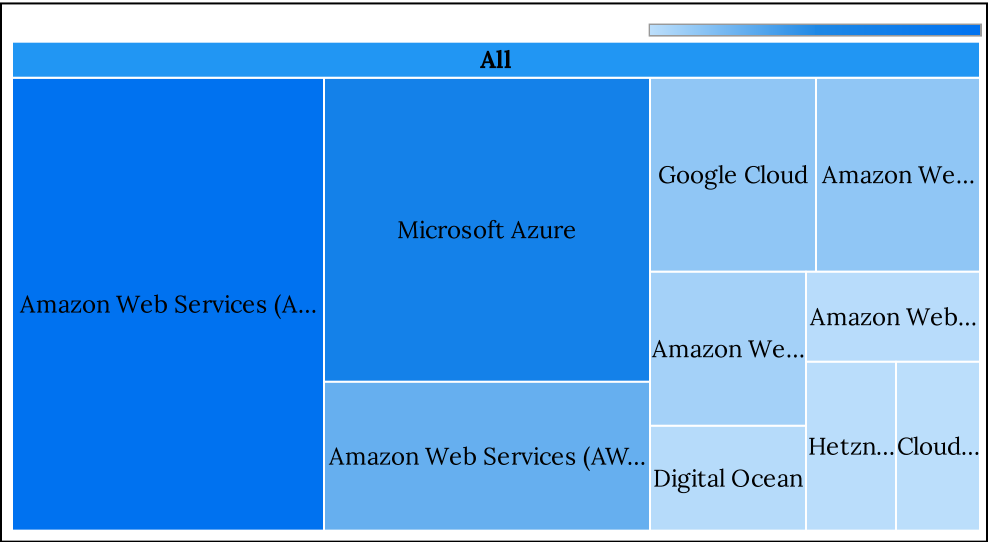 All
Amazon Web Services (A...
Microsoft Azure
Amazon Web Services (AW...
Google Cloud
Amazon We...
Amazon We...
Amazon Web...
Digital Ocean
Hetzn...
Cloud...